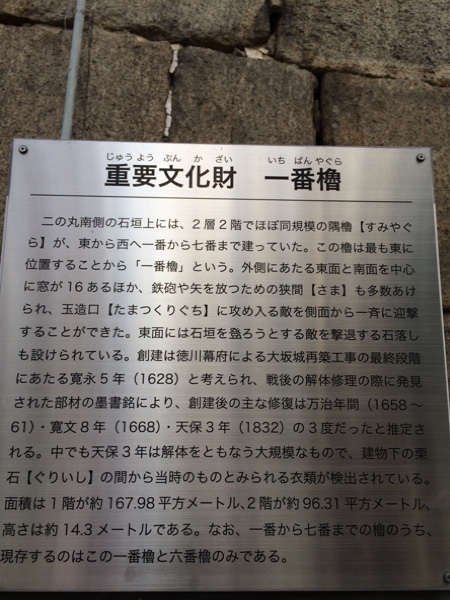 じゅう よう ぶん か ざい いち ばん やぐら
重要文化財 一番櫓
二の丸南側の石垣上には、2層2階でほぼ同規模の隅櫓【すみやぐ
ら】が、東から西へ一番から七番まで建っていた。この櫓は最も東に
位置することから「一番櫓」という。外側にあたる東面と南面を中心
に窓が16あるほか、鉄砲や矢を放つための狭間【さま】も多数あけ
られ、玉造口【たまつくりぐち】に攻め入る敵を側面から一斉に迎撃
することができた。東面には石垣を登ろうとする敵を撃退する石落し
も設けられている。創建は徳川幕府による大坂城再築工事の最終段階
にあたる寛永5年（1628）と考えられ、戦後の解体修理の際に発見
された部材の墨書銘により、創建後の主な修復は万治年間（1658～
61）・寛文8年（1668）・天保3年（1832）の3度だったと推定さ
れる。中でも天保3年は解体をともなう大規模なもので、建物下の栗
石【ぐりいし】の間から当時のものとみられる衣類が検出されている。
面積は1階が約167.98平方メートル、2階が約96.31平方メートル、
高さは約14.3メートルである。なお、一番から七番までの櫓のうち、
現存するのはこの一番櫓と六番櫓のみである。